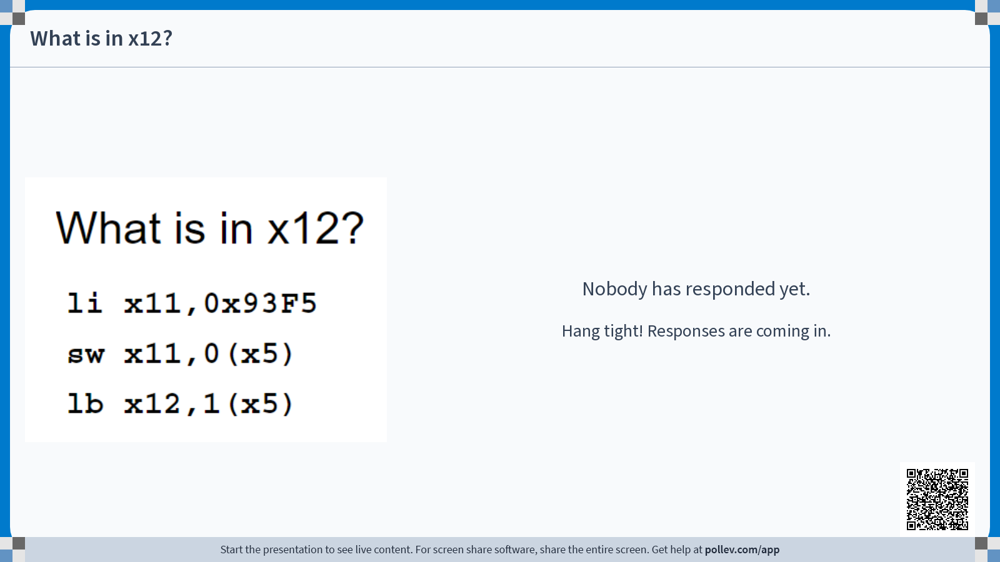 What is in x12?
What is in x12?
li x11,0x93F5
sw x11,0(x5)
lb x12,1(x5)
Nobody has responded yet.
Hang tight! Responses are coming in.
Start the presentation to see live content. For screen share software, share the entire screen. Get help at pollev.com/app